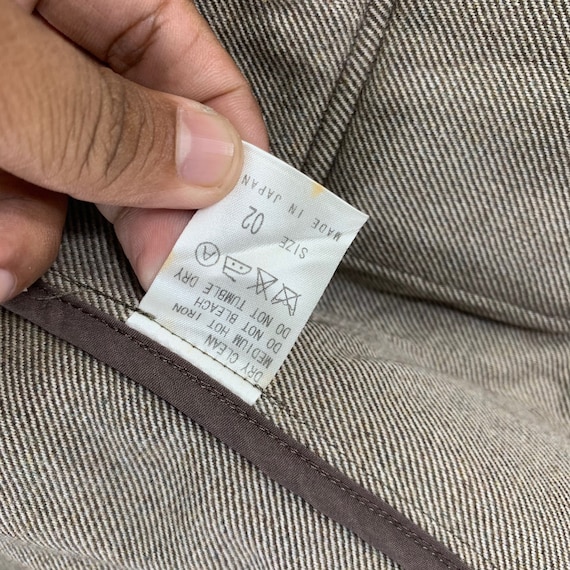 DRY CLEAN
MEDIUM HOT IRON
DO NOT BLEACH
DO NOT TUMBLE DRY
A
SIZE 02
MADE IN JAPAN